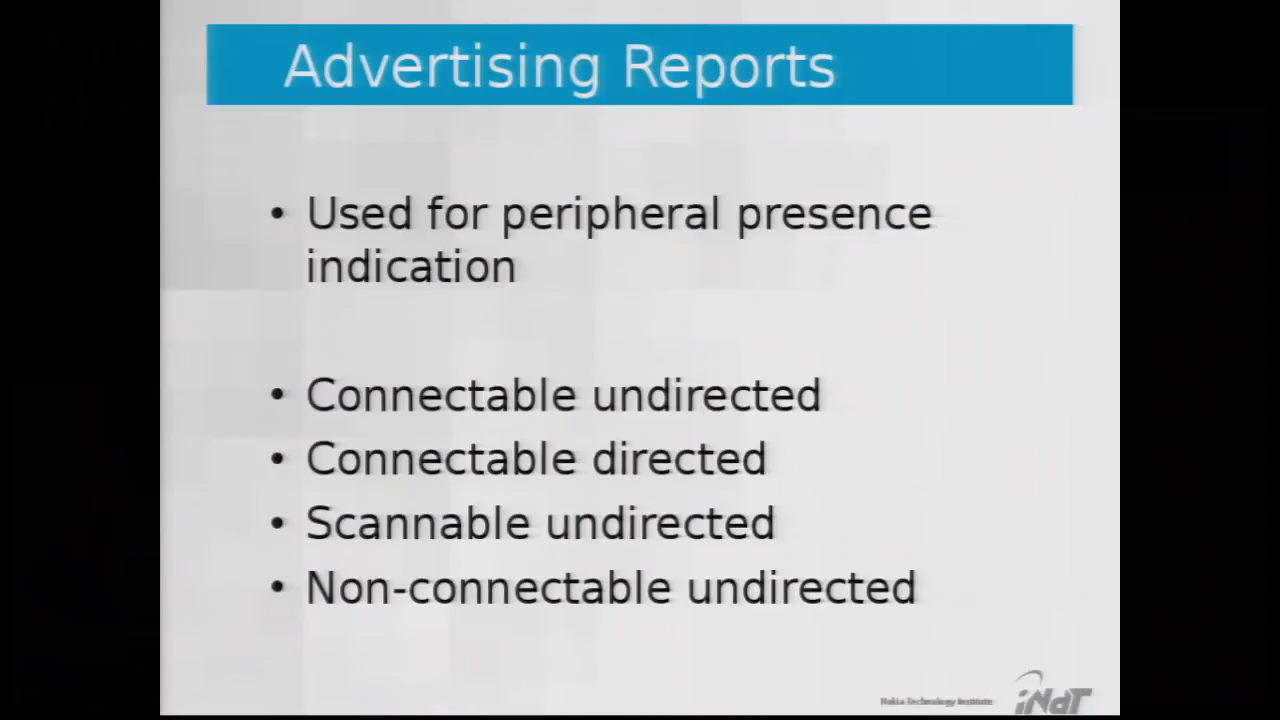 Advertising Reports
• Used for peripheral presence
indication
• Connectable undirected
• Connectable directed
• Scannable undirected
• Non-connectable undirected
Nokia Technology Institute
iNdT